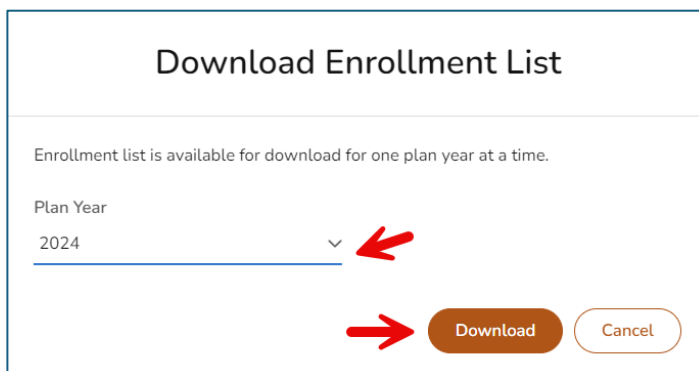 Download Enrollment List
Enrollment list is available for download for one plan year at a time.
Plan Year
2024
Download Cancel